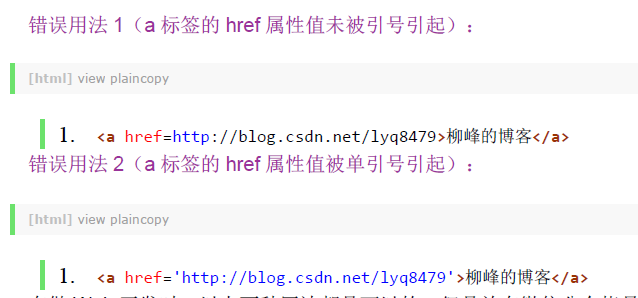 错误用法 1（a 标签的 href 属性值未被引号引起）：
[html] view plaincopy
1. <a href=http://blog.csdn.net/lyq8479>柳峰的博客</a>
错误用法 2（a 标签的 href 属性值被单引号引起）：
[html] view plaincopy
1. <a href='http://blog.csdn.net/lyq8479'>柳峰的博客</a>